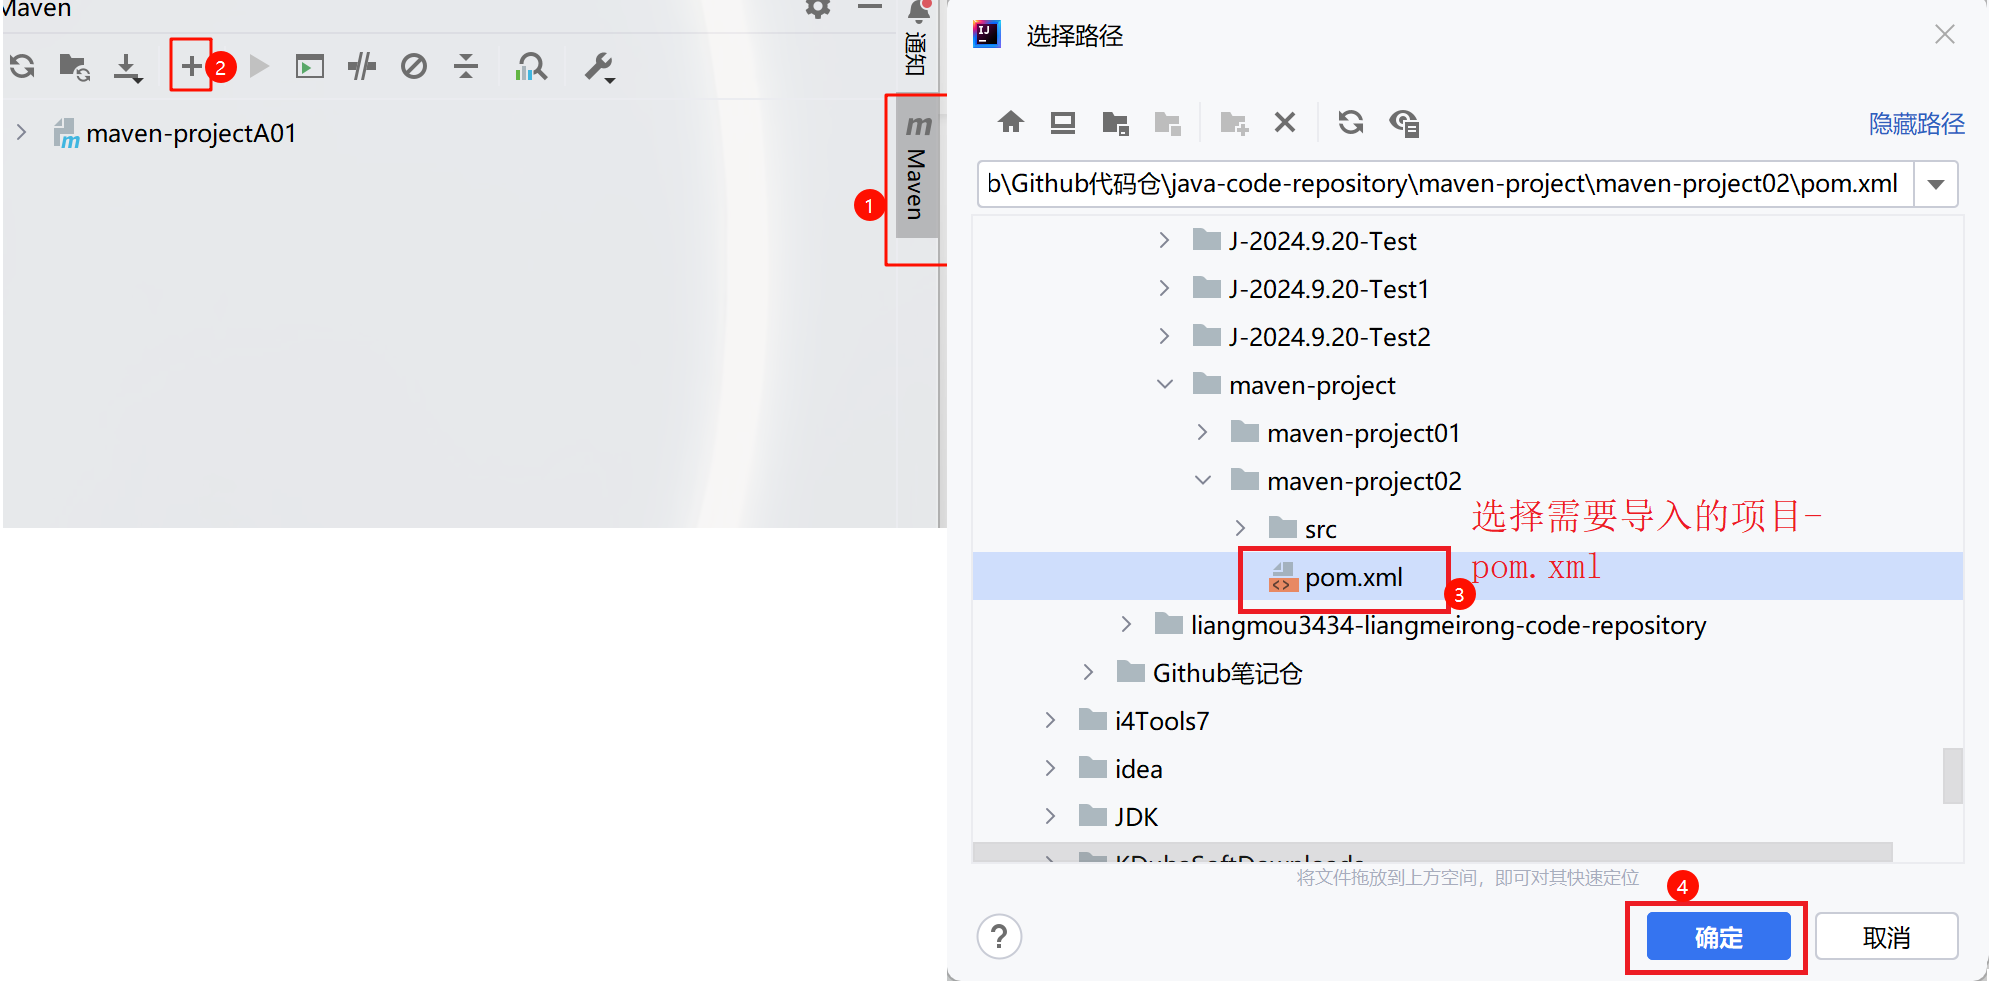 Maven
通知
2
maven-projectA01
m Maven
1
选择路径
隐藏路径
b\Github代码仓\java-code-repository\maven-project\maven-project02\pom.xml
J-2024.9.20-Test
J-2024.9.20-Test1
J-2024.9.20-Test2
maven-project
maven-project01
maven-project02
src
选择需要导入的项目-
pom.xml
pom.xml
3
liangmou3434-liangmeirong-code-repository
Github笔记仓
i4Tools7
idea
JDK
将文件拖放到上方空间，即可对其快速定位
4
?
确定
取消